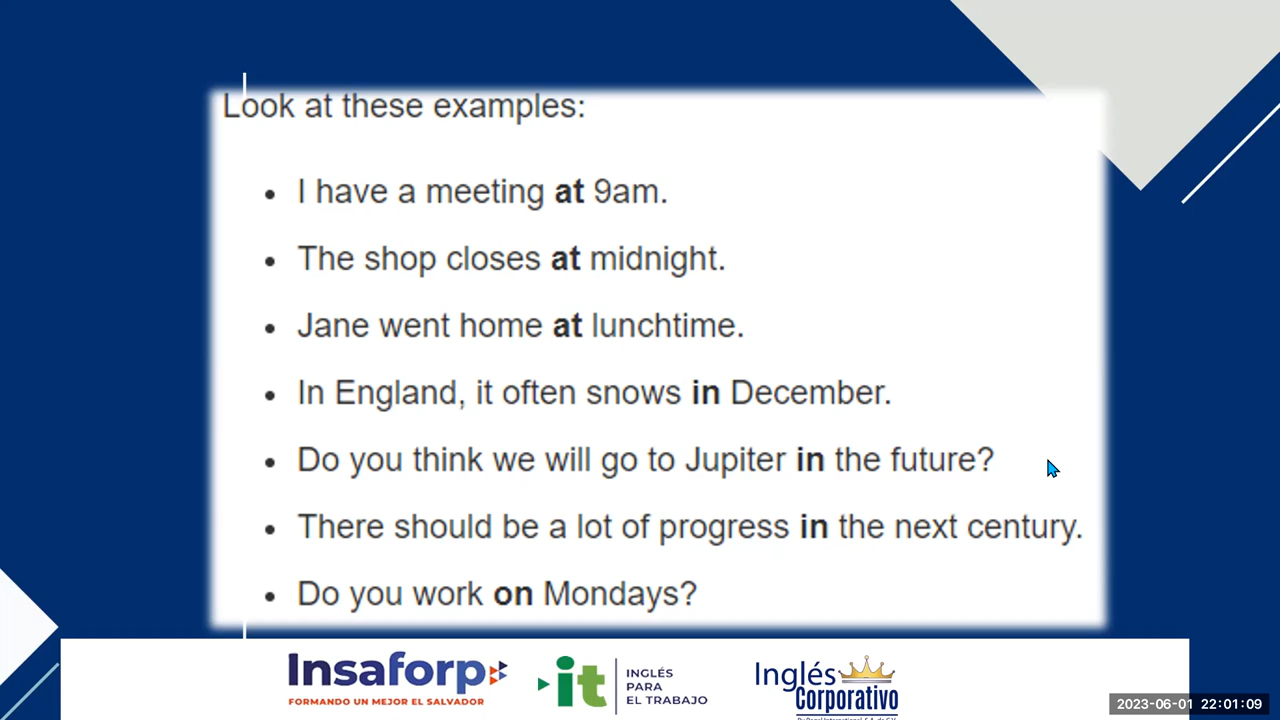 Look at these examples:
• I have a meeting at 9am.
• The shop closes at midnight.
• Jane went home at lunchtime.
• In England, it often snows in December.
• Do you think we will go to Jupiter in the future?
• There should be a lot of progress in the next century.
• Do you work on Mondays?
Insaforp
FORMANDO UN MEJOR EL SALVADOR
it
INGLÉS
PARA
EL TRABAJO
Inglés
Corporativo
2023-06-01 22:01:09